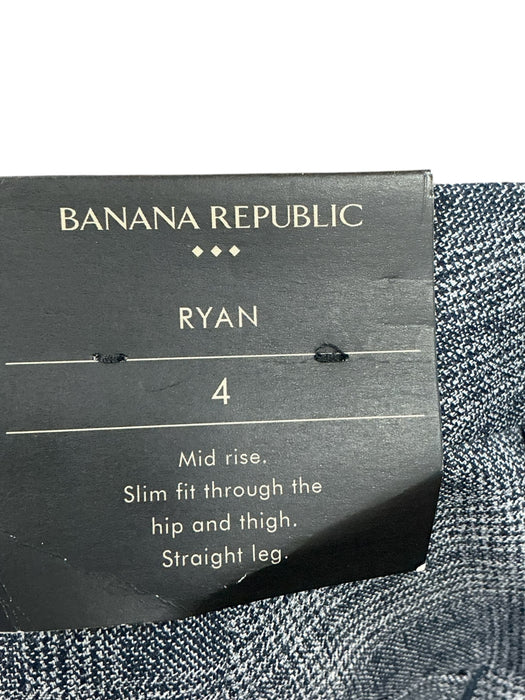 BANANA REPUBLIC
RYAN
4
Mid rise.
Slim fit through the
hip and thigh.
Straight leg.